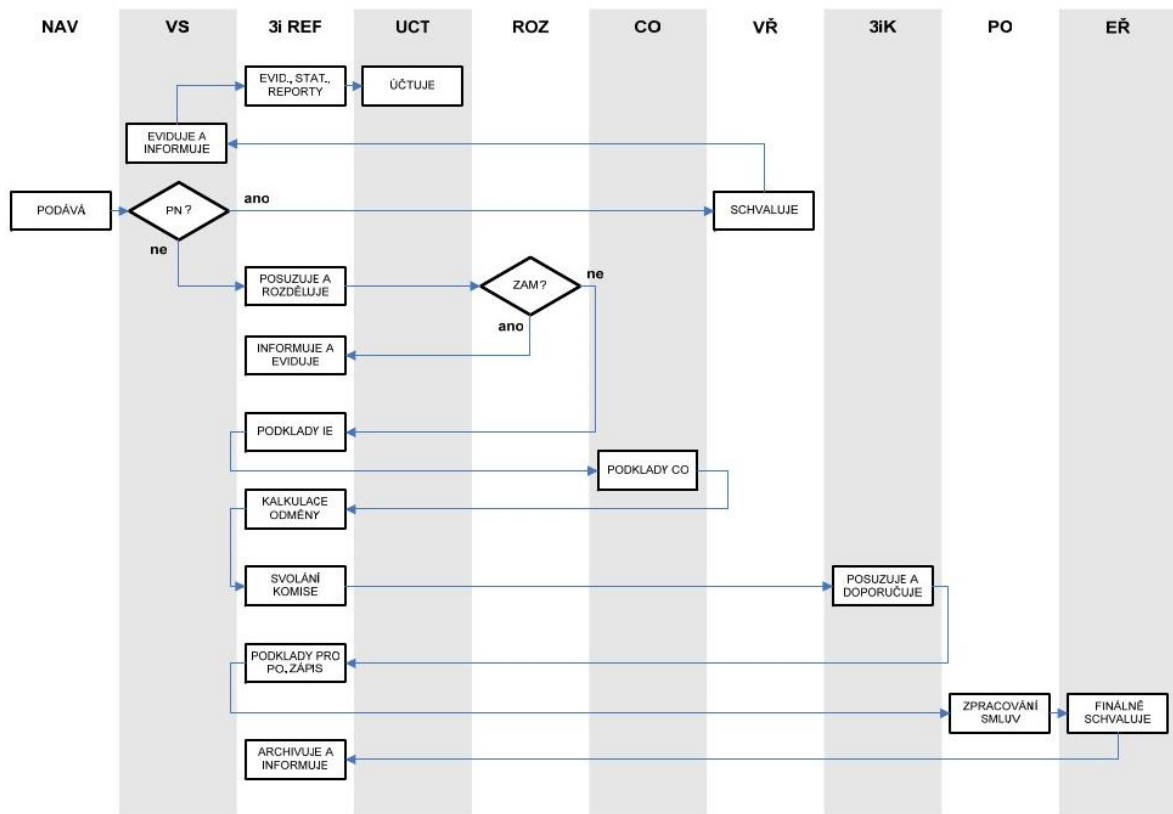 NAV VS 3i REF UCT ROZ CO VŘ 3iK PO EŘ
EVID., STAT.,
REPORTY
ÚČTUJE
EVIDUJE A
INFORMUJE
PODÁVÁ
PN?
ano
SCHVALUJE
ne
POSUZUJE A
ROZDĚLUJE
ZAM?
ne
ano
INFORMUJE A
EVIDUJE
PODKLADY IE
PODKLADY CO
KALKULACE
ODMĚNY
SVOLÁNÍ
KOMISE
POSUZUJE A
DOPORUČUJE
PODKLADY PRO
PO, ZÁPIS
ZPRACOVÁNÍ
SMLUV
FINÁLNĚ
SCHVALUJE
ARCHIVUJE A
INFORMUJE